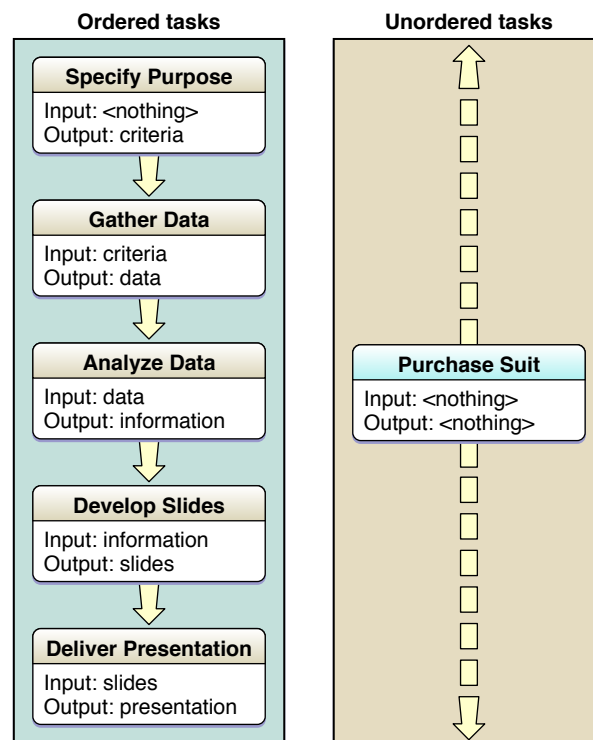 Ordered tasks
Specify Purpose
Input: <nothing>
Output: criteria
Gather Data
Input: criteria
Output: data
Analyze Data
Input: data
Output: information
Develop Slides
Input: information
Output: slides
Deliver Presentation
Input: slides
Output: presentation
Unordered tasks
Purchase Suit
Input: <nothing>
Output: <nothing>